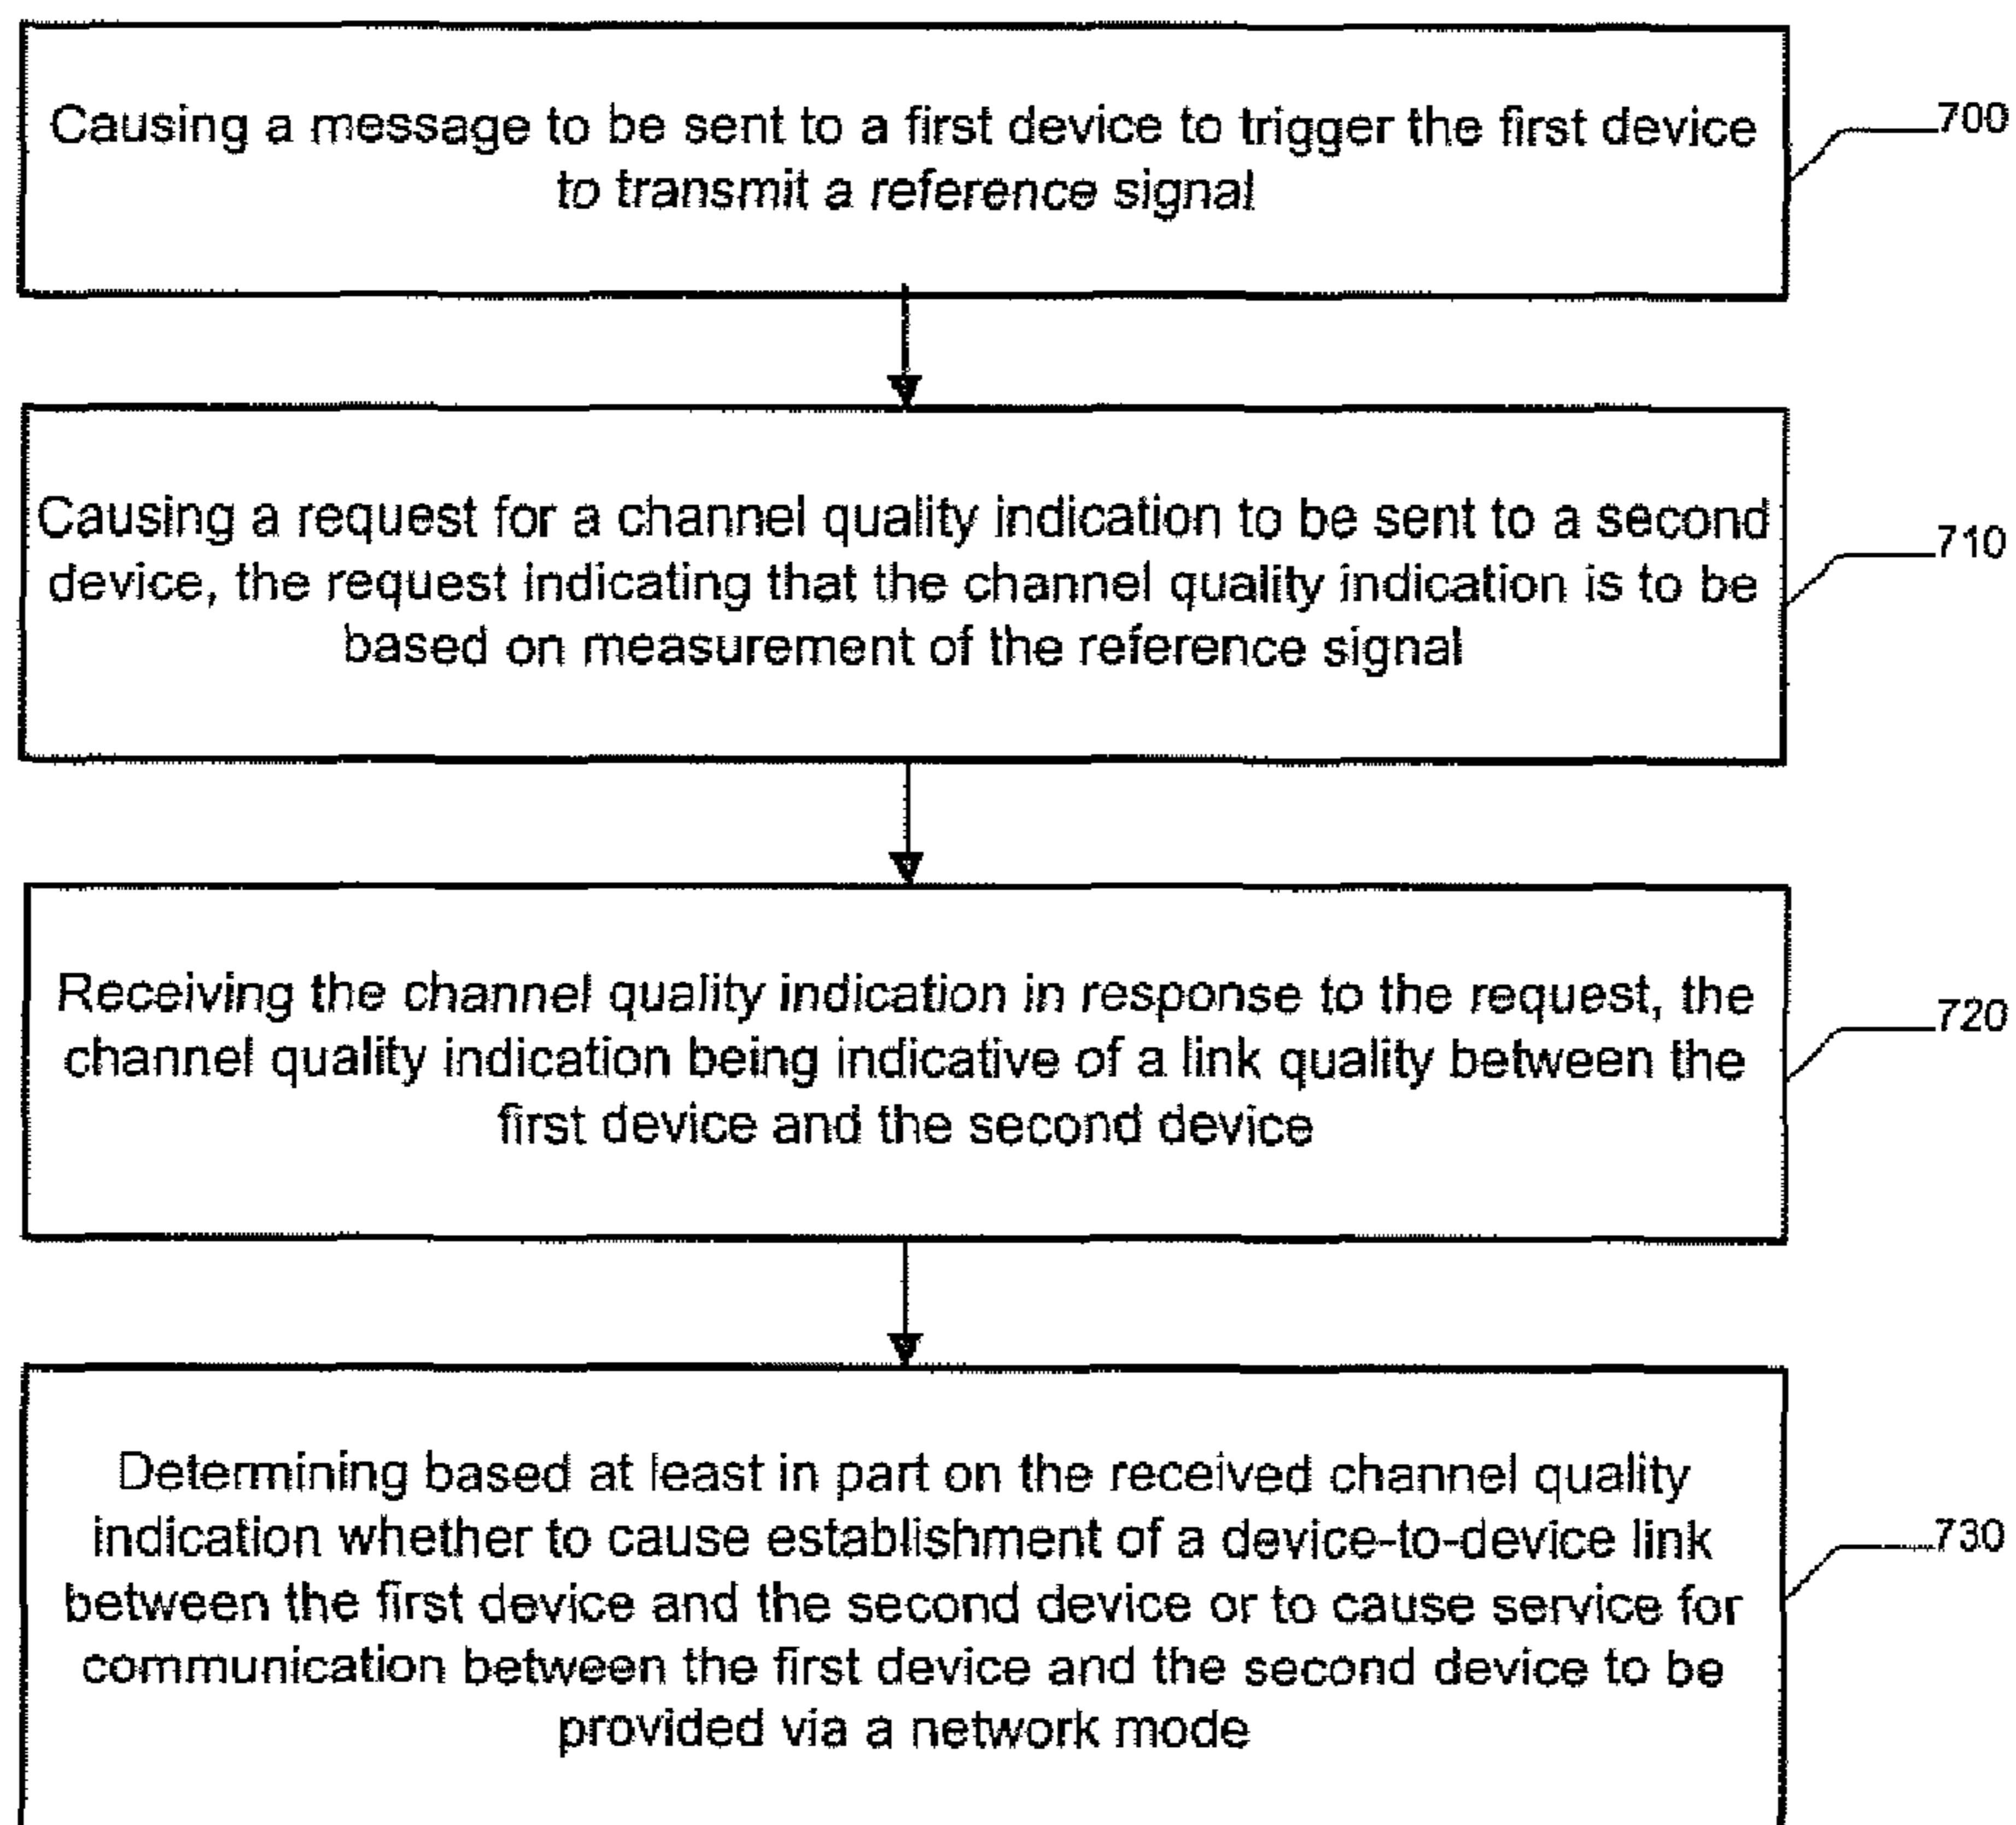 Causing a message to be sent to a first device to trigger the first device
to transmit a reference signal
700
Causing a request for a channel quality indication to be sent to a second
device, the request indicating that the channel quality indication is to be
based on measurement of the reference signal
710
Receiving the channel quality indication in response to the request, the
channel quality indication being indicative of a link quality between the
first device and the second device
720
Determining based at least in part on the received channel quality
indication whether to cause establishment of a device-to-device link
between the first device and the second device or to cause service for
communication between the first device and the second device to be
provided via a network mode
730